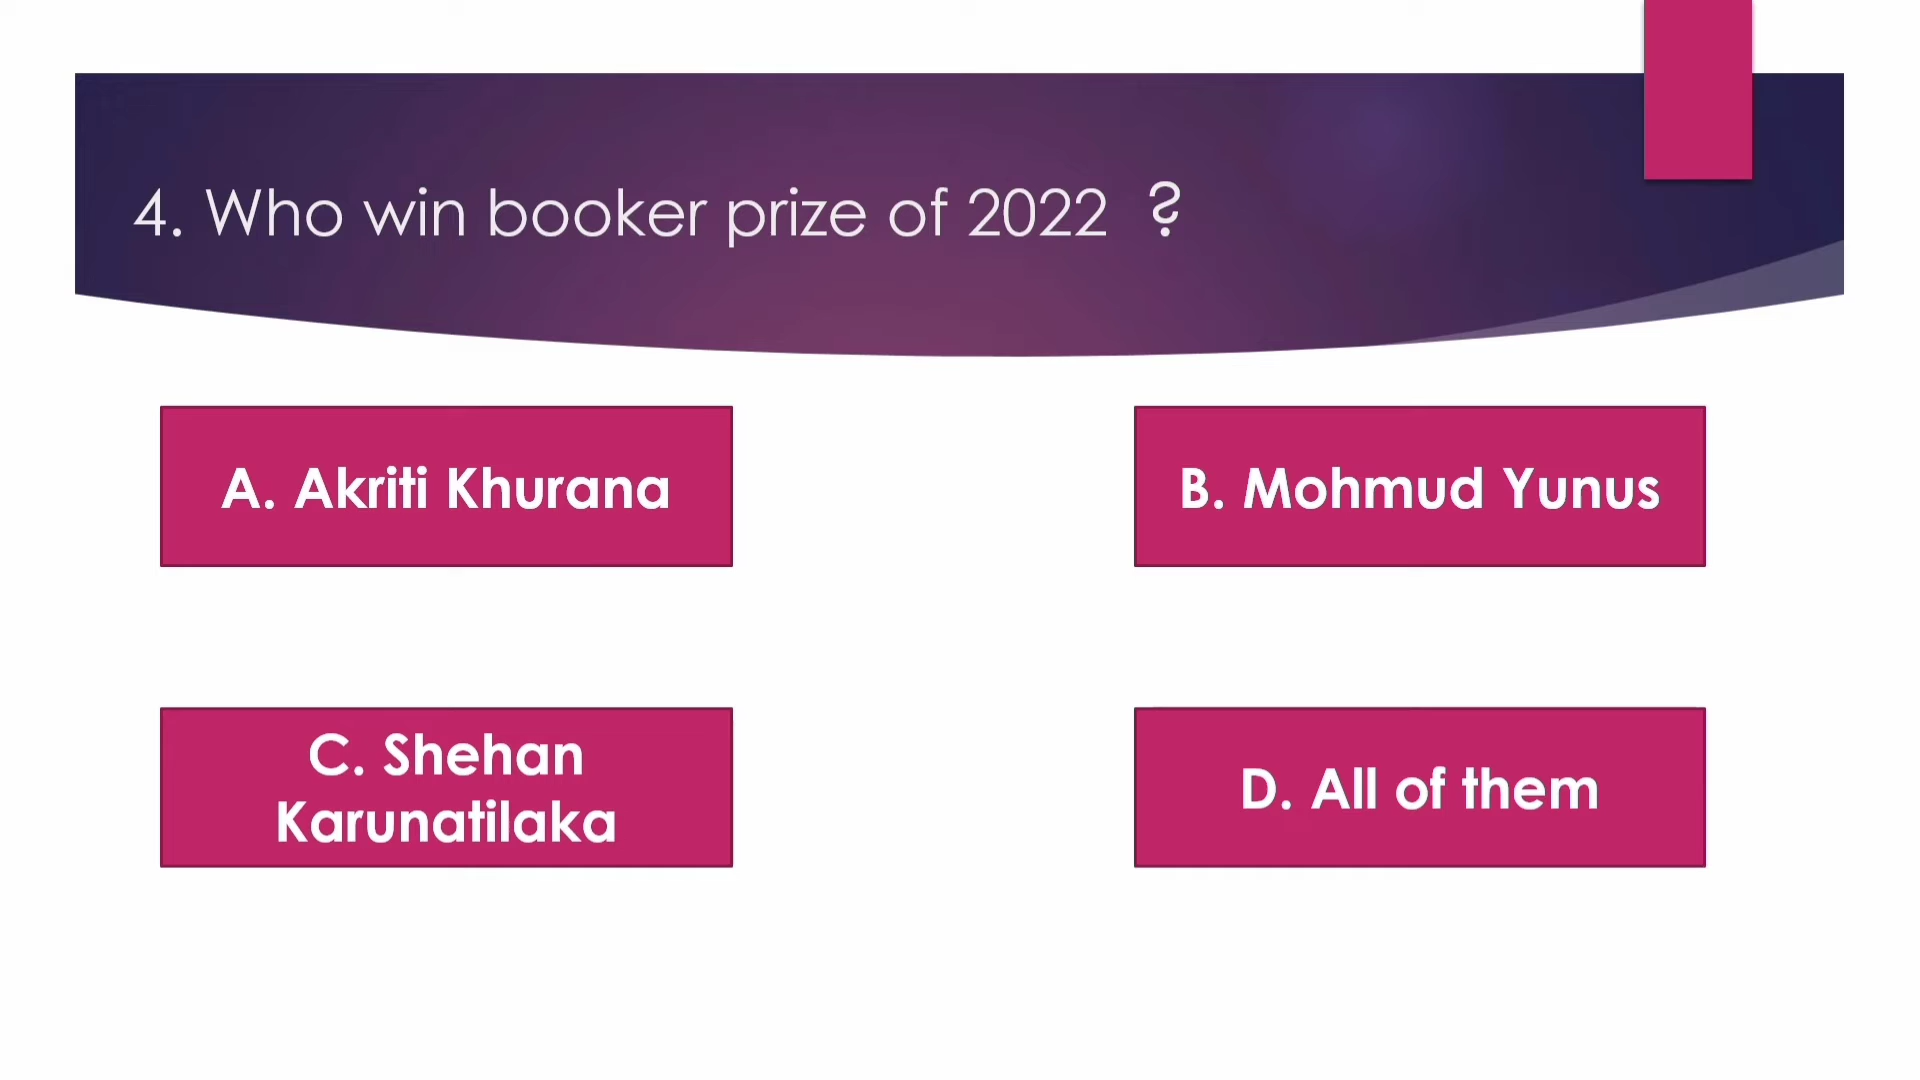 4. Who win booker prize of 2022 ?
A. Akriti Khurana
B. Mohmud Yunus
C. Shehan
Karunatilaka
D. All of them